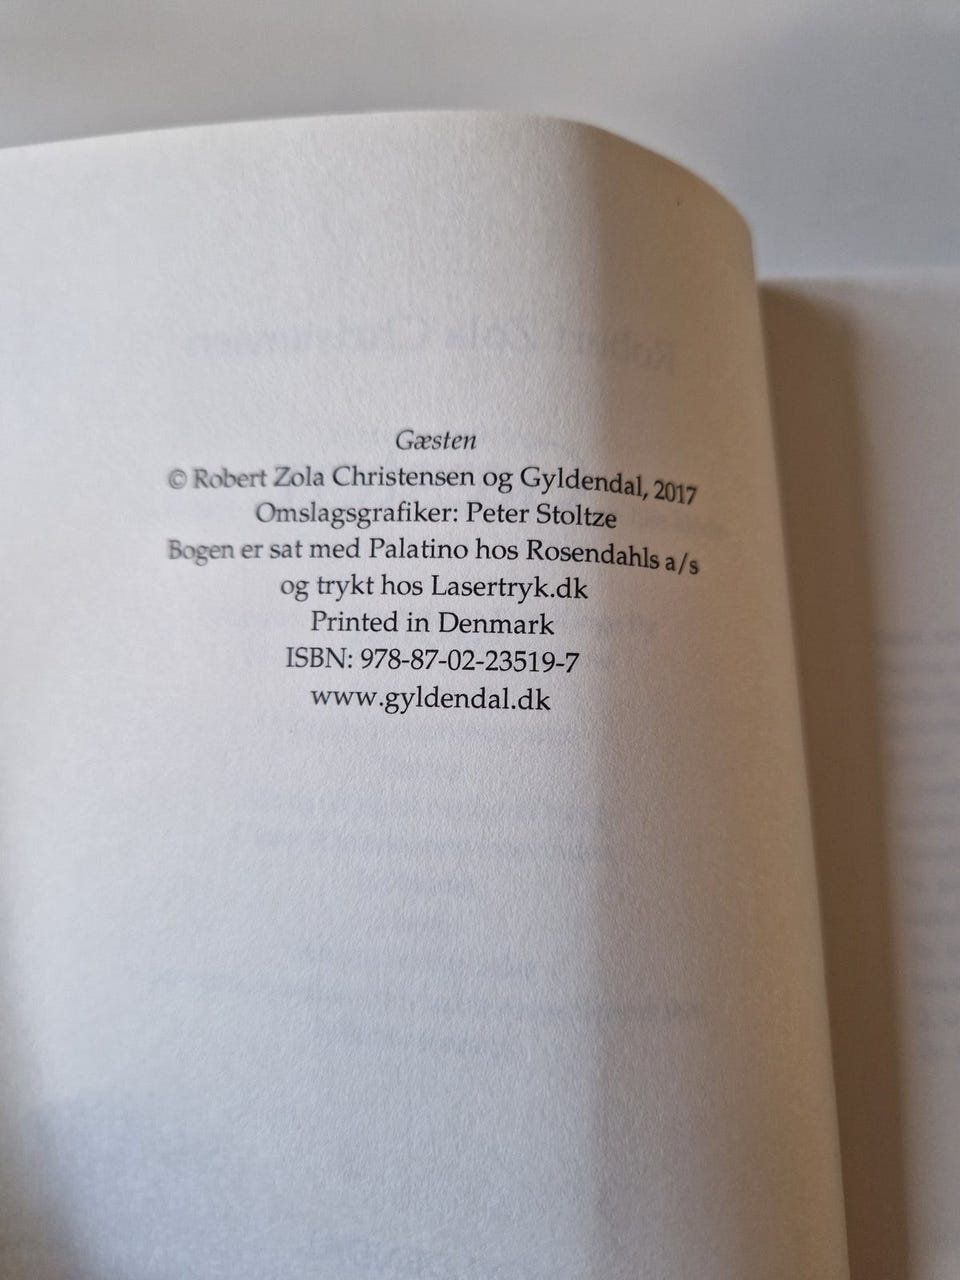 Gæsten
© Robert Zola Christensen og Gyldendal, 2017
Omslagsgrafiker: Peter Stoltze
Bogen er sat med Palatino hos Rosendahls a/s
og trykt hos Lasertryk.dk
Printed in Denmark
ISBN: 978-87-02-23519-7
www.gyldendal.dk